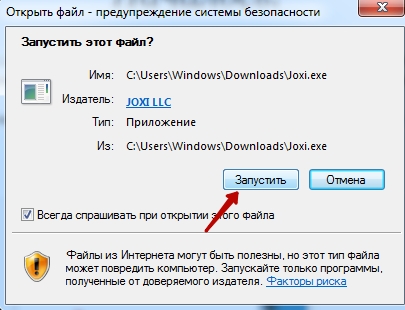 Открыть файл - предупреждение системы безопасности
Запустить этот файл?
Имя: C:\Users\Windows\Downloads\Joxi.exe
Издатель: JOXI LLC
Тип: Приложение
Из: C:\Users\Windows\Downloads\Joxi.exe
Запустить Отмена
Всегда спрашивать при открытии этого файла
Файлы из Интернета могут быть полезны, но этот тип файла
может повредить компьютер. Запускайте только программы,
полученные от доверяемого издателя. Факторы риска